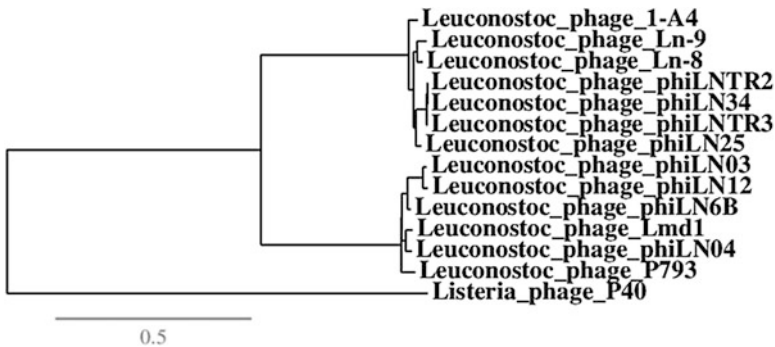 Leuconostoc_phage_1-A4
Leuconostoc_phage_Ln-9
Leuconostoc_phage_Ln-8
Leuconostoc_phage_phiLNTR2
Leuconostoc_phage_phiLN34
Leuconostoc_phage_phiLNTR3
Leuconostoc_phage_phiLN25
Leuconostoc_phage_phiLN03
Leuconostoc_phage_phiLN12
Leuconostoc_phage_phiLN6B
Leuconostoc_phage_Lmd1
Leuconostoc_phage_phiLN04
Leuconostoc_phage_P793
Listeria_phage_P40
0.5